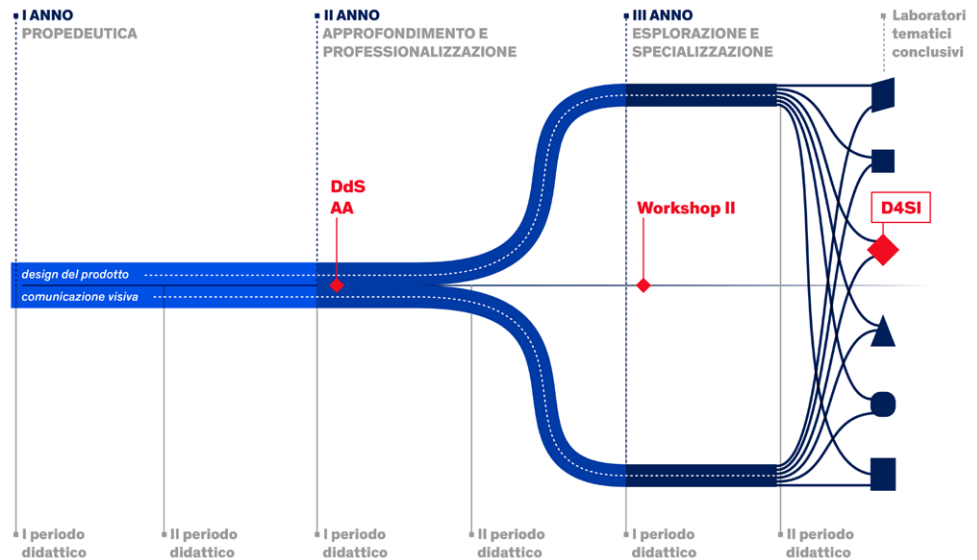 I ANNO
PROPEDEUTICA
II ANNO
APPROFONDIMENTO E
PROFESSIONALIZZAZIONE
III ANNO
ESPLORAZIONE E
SPECIALIZZAZIONE
Laboratori
tematici
conclusivi
DdS
AA
Workshop II
D4SI
design del prodotto
comunicazione visiva
I periodo
didattico
II periodo
didattico
I periodo
didattico
II periodo
didattico
I periodo
didattico
II periodo
didattico